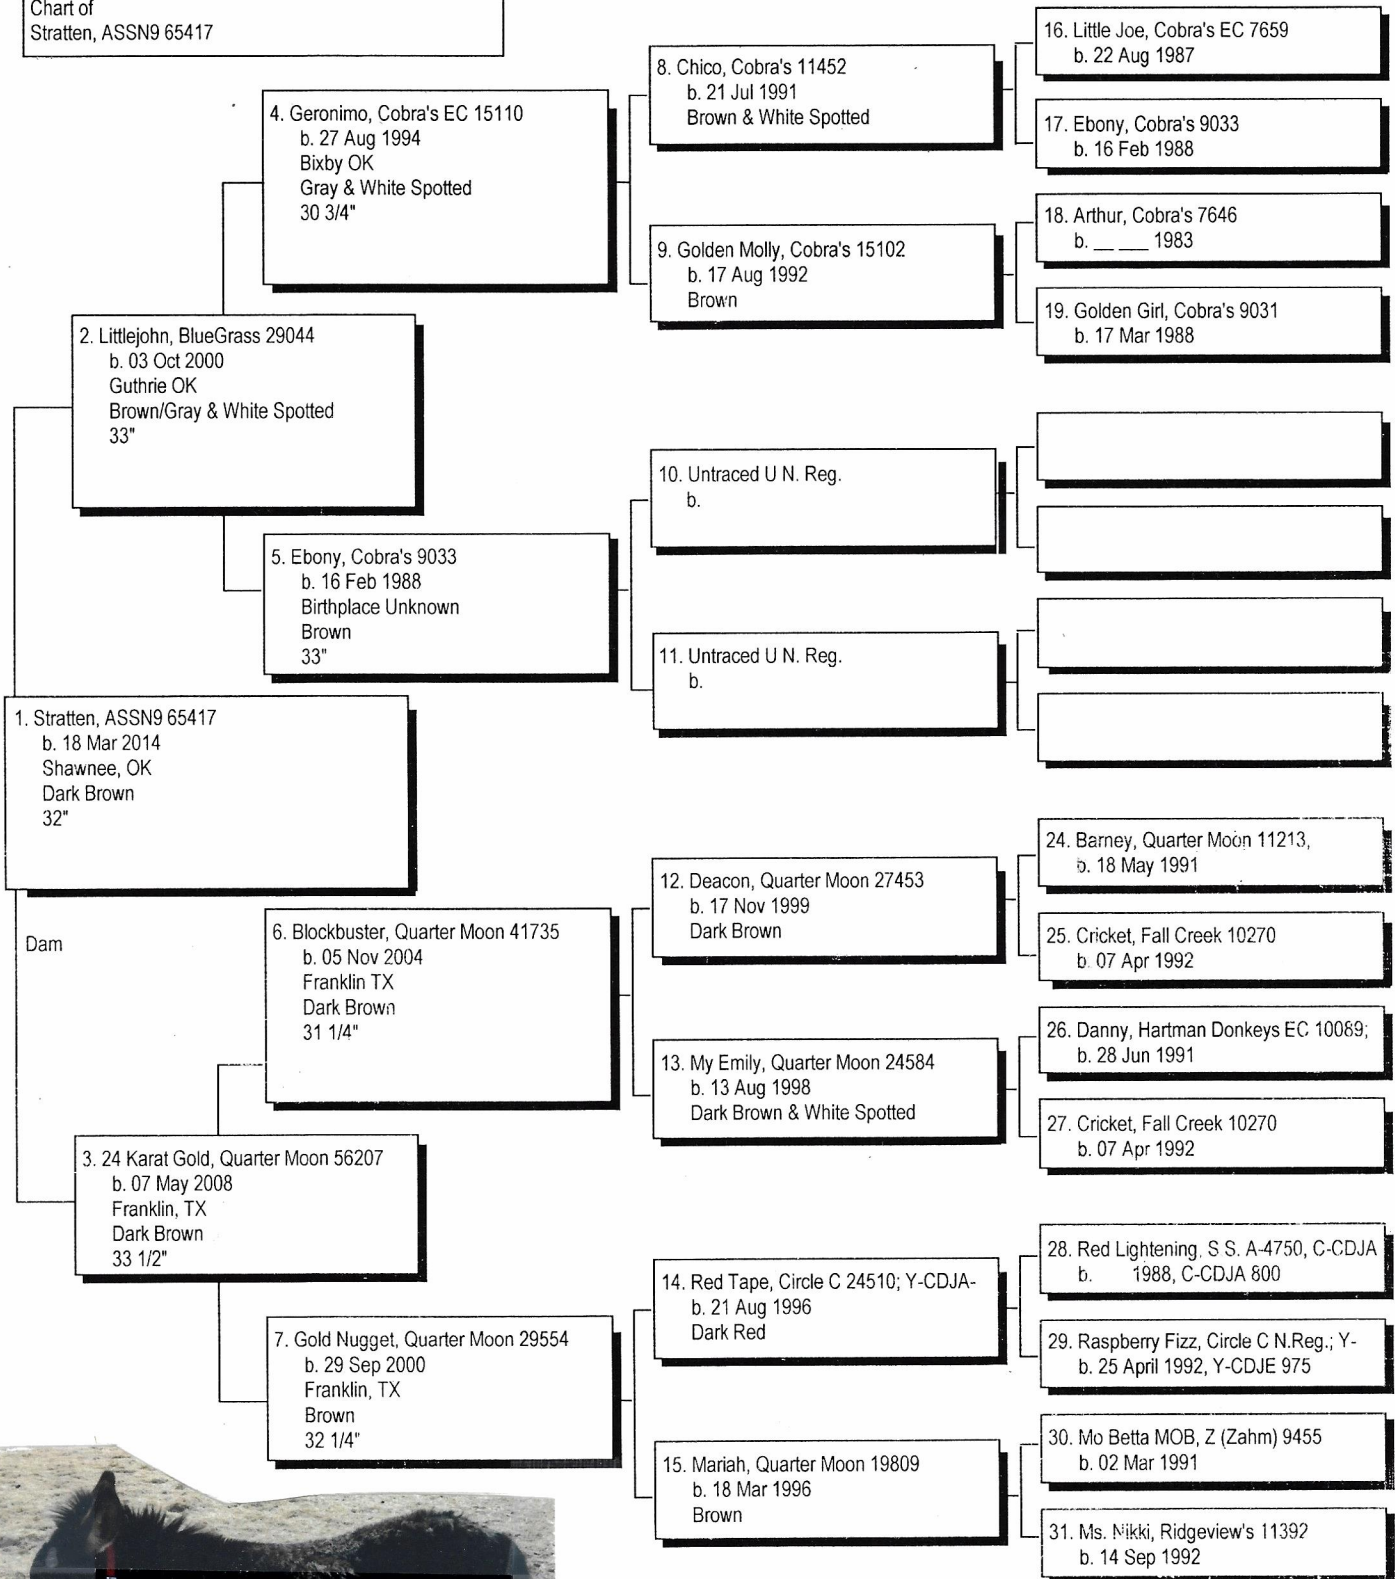 Chart of
Stratten, ASSN9 65417
1. Stratten, ASSN9 65417
b. 18 Mar 2014
Shawnee, OK
Dark Brown
32"
Dam
2. Littlejohn, BlueGrass 29044
b. 03 Oct 2000
Guthrie OK
Brown/Gray & White Spotted
33"
3. 24 Karat Gold, Quarter Moon 56207
b. 07 May 2008
Franklin, TX
Dark Brown
33 1/2"
4. Geronimo, Cobra's EC 15110
b. 27 Aug 1994
Bixby OK
Gray & White Spotted
30 3/4"
5. Ebony, Cobra's 9033
b. 16 Feb 1988
Birthplace Unknown
Brown
33"
6. Blockbuster, Quarter Moon 41735
b. 05 Nov 2004
Franklin TX
Dark Brown
31 1/4"
7. Gold Nugget, Quarter Moon 29554
b. 29 Sep 2000
Franklin, TX
Brown
32 1/4"
8. Chico, Cobra's 11452
b. 21 Jul 1991
Brown & White Spotted
9. Golden Molly, Cobra's 15102
b. 17 Aug 1992
Brown
10. Untraced U N. Reg.
b.
11. Untraced U N. Reg.
b.
12. Deacon, Quarter Moon 27453
b. 17 Nov 1999
Dark Brown
13. My Emily, Quarter Moon 24584
b. 13 Aug 1998
Dark Brown & White Spotted
14. Red Tape, Circle C 24510; Y-CDJA-
b. 21 Aug 1996
Dark Red
15. Mariah, Quarter Moon 19809
b. 18 Mar 1996
Brown
16. Little Joe, Cobra's EC 7659
b. 22 Aug 1987
17. Ebony, Cobra's 9033
b. 16 Feb 1988
18. Arthur, Cobra's 7646
b. __ ___ 1983
19. Golden Girl, Cobra's 9031
b. 17 Mar 1988
24. Barney, Quarter Moon 11213,
b. 18 May 1991
25. Cricket, Fall Creek 10270
b. 07 Apr 1992
26. Danny, Hartman Donkeys EC 10089;
b. 28 Jun 1991
27. Cricket, Fall Creek 10270
b. 07 Apr 1992
28. Red Lightening, S S. A-4750, C-CDJA
b. 1988, C-CDJA 800
29. Raspberry Fizz, Circle C N.Reg.; Y-
b. 25 April 1992, Y-CDJE 975
30. Mo Betta MOB, Z (Zahm) 9455
b. 02 Mar 1991
31. Ms. Nikki, Ridgeview's 11392
b. 14 Sep 1992